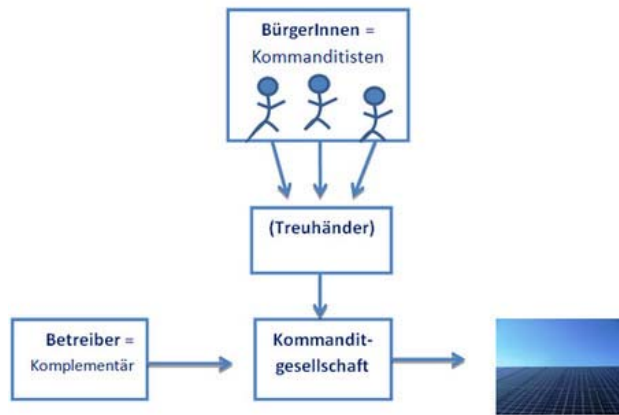 BürgerInnen =
Kommanditisten
(Treuhänder)
Betreiber =
Komplementär
Kommandit-
gesellschaft